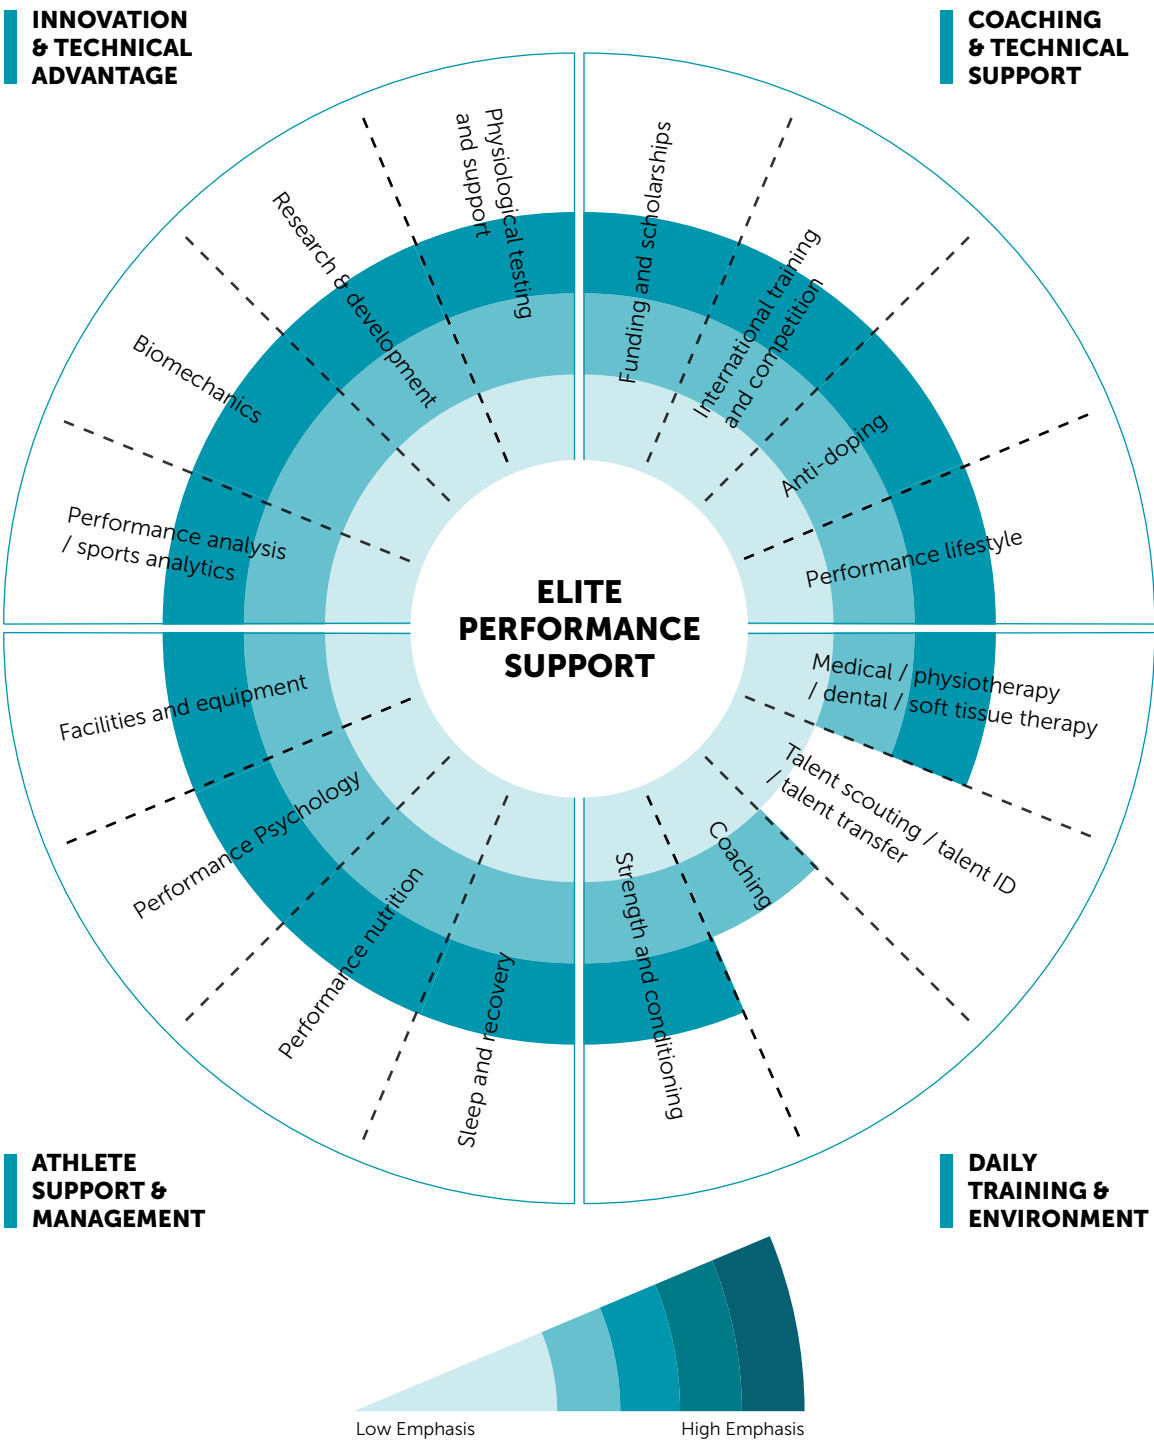 INNOVATION
& TECHNICAL
ADVANTAGE
COACHING
& TECHNICAL
SUPPORT
Physiological testing
and support
Research & development
Biomechanics
Performance analysis
/ sports analytics
Funding and scholarships
International training
and competition
Anti-doping
Performance lifestyle
ELITE
PERFORMANCE
SUPPORT
Facilities and equipment
Performance Psychology
Performance nutrition
Sleep and recovery
Medical / physiotherapy
/ dental / soft tissue therapy
Talent scouting / talent ID
/ talent transfer
Coaching
Strength and conditioning
ATHLETE
SUPPORT &
MANAGEMENT
DAILY
TRAINING &
ENVIRONMENT
Low Emphasis
High Emphasis